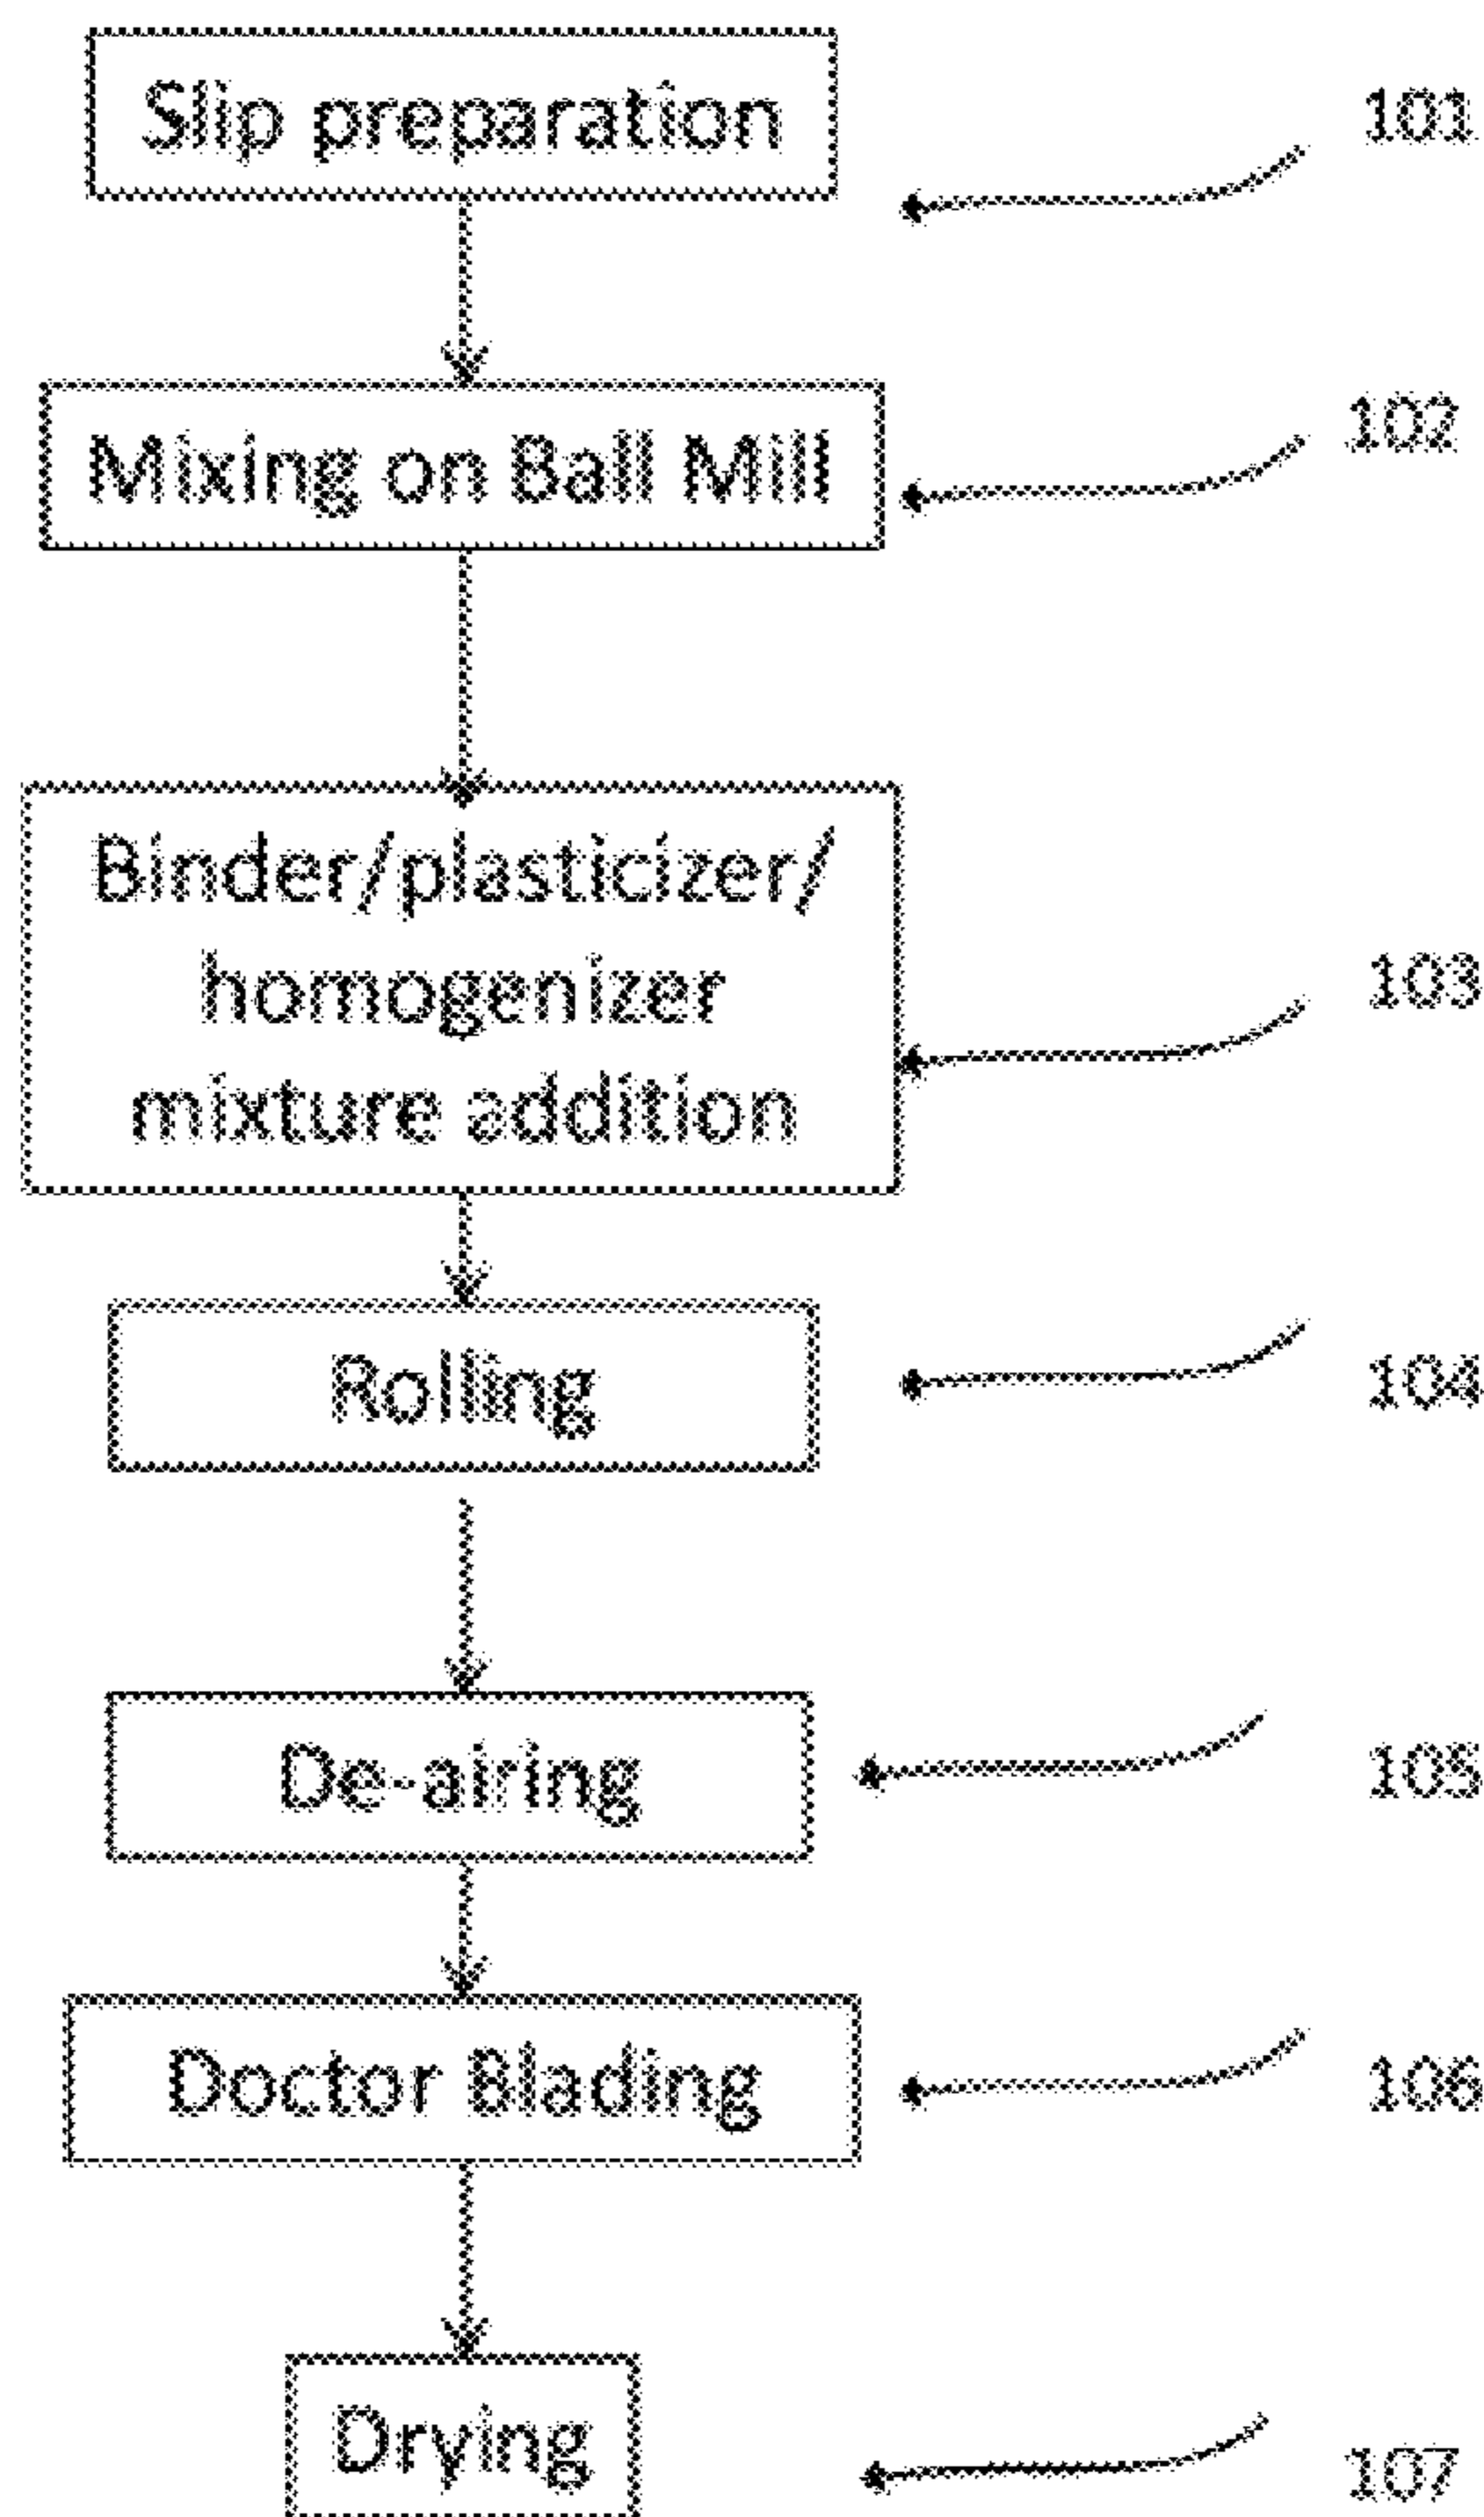 Slip preparation
101
Mixing on Ball Mill
102
Binder/plasticizer/
homogenizer
mixture addition
103
Rolling
104
De-airing
105
Doctor Blading
106
Drying
107